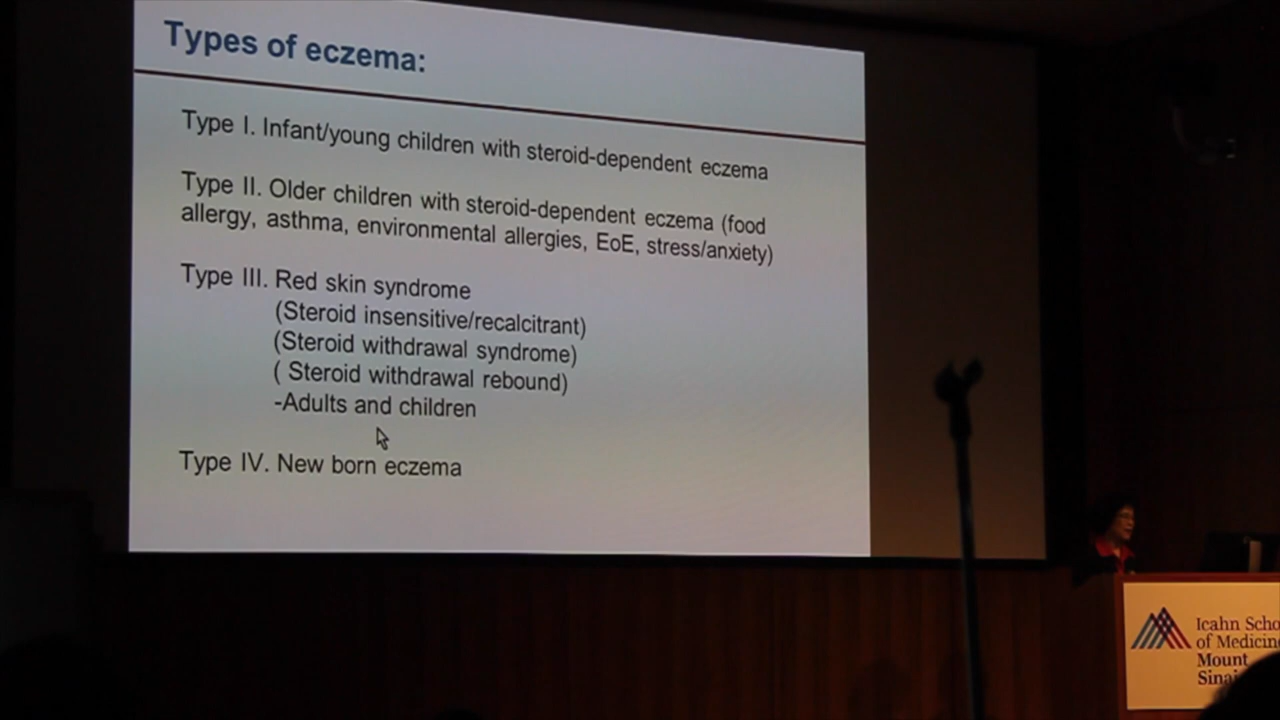 Types of eczema:
Type I. Infant/young children with steroid-dependent eczema
Type II. Older children with steroid-dependent eczema (food
allergy, asthma, environmental allergies, EoE, stress/anxiety)
Type III. Red skin syndrome
(Steroid insensitive/recalcitrant)
(Steroid withdrawal syndrome)
( Steroid withdrawal rebound)
-Adults and children
Type IV. New born eczema
Icahn Scho
of Medicin
Mount
Sinai